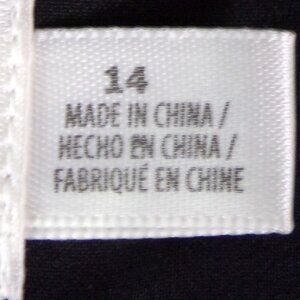 14
MADE IN CHINA /
HECHO EN CHINA /
FABRIQUÉ EN CHINE